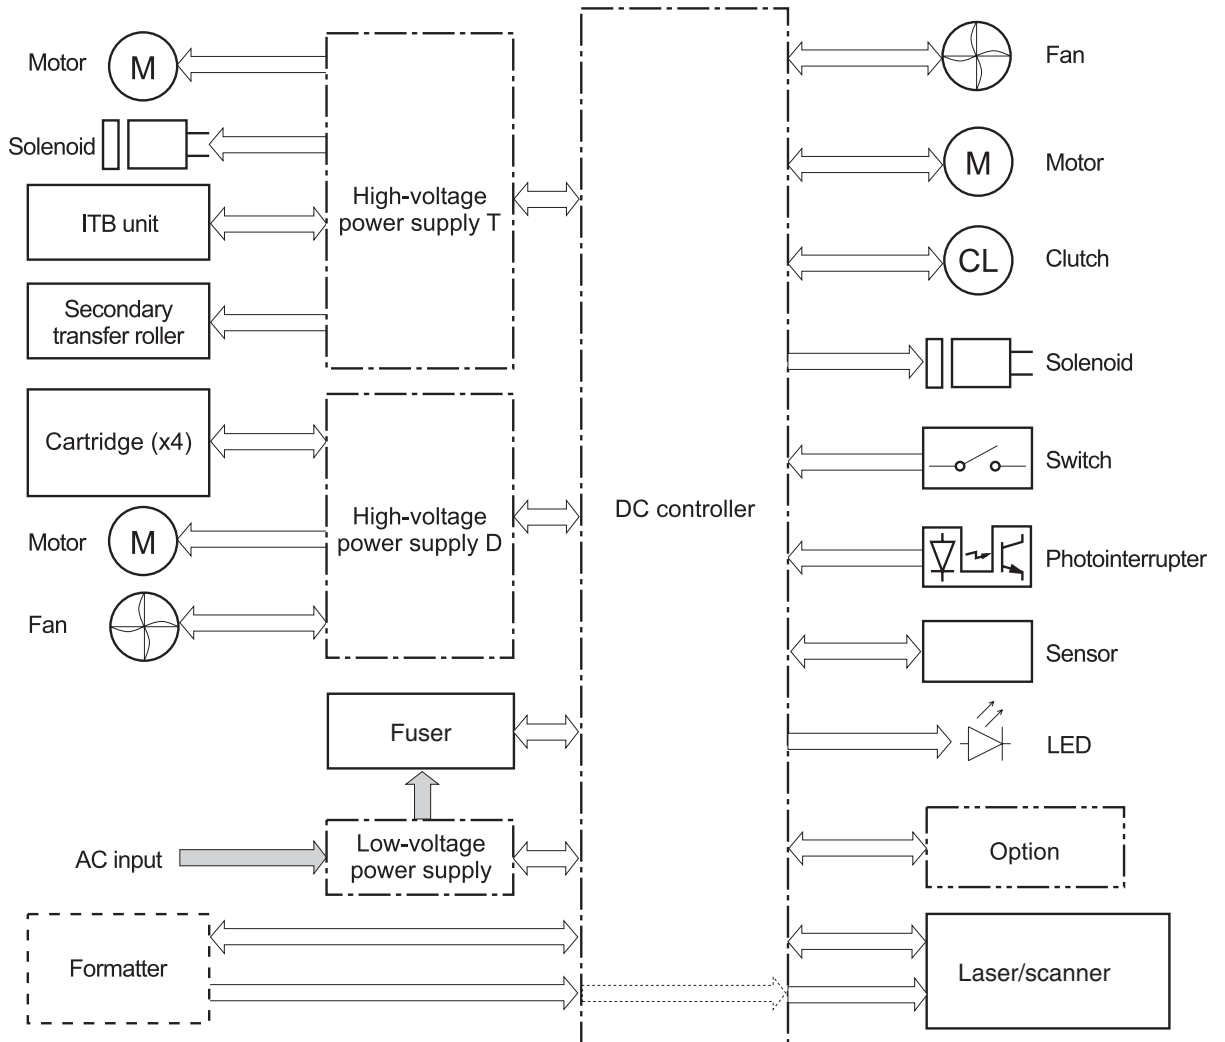 Motor
M
Solenoid
ITB unit
Secondary
transfer roller
High-voltage
power supply T
Cartridge (x4)
Motor
M
Fan
High-voltage
power supply D
Fuser
AC input
Low-voltage
power supply
Formatter
DC controller
Fan
M
Motor
CL
Clutch
Solenoid
Switch
Photointerrupter
Sensor
LED
Option
Laser/scanner